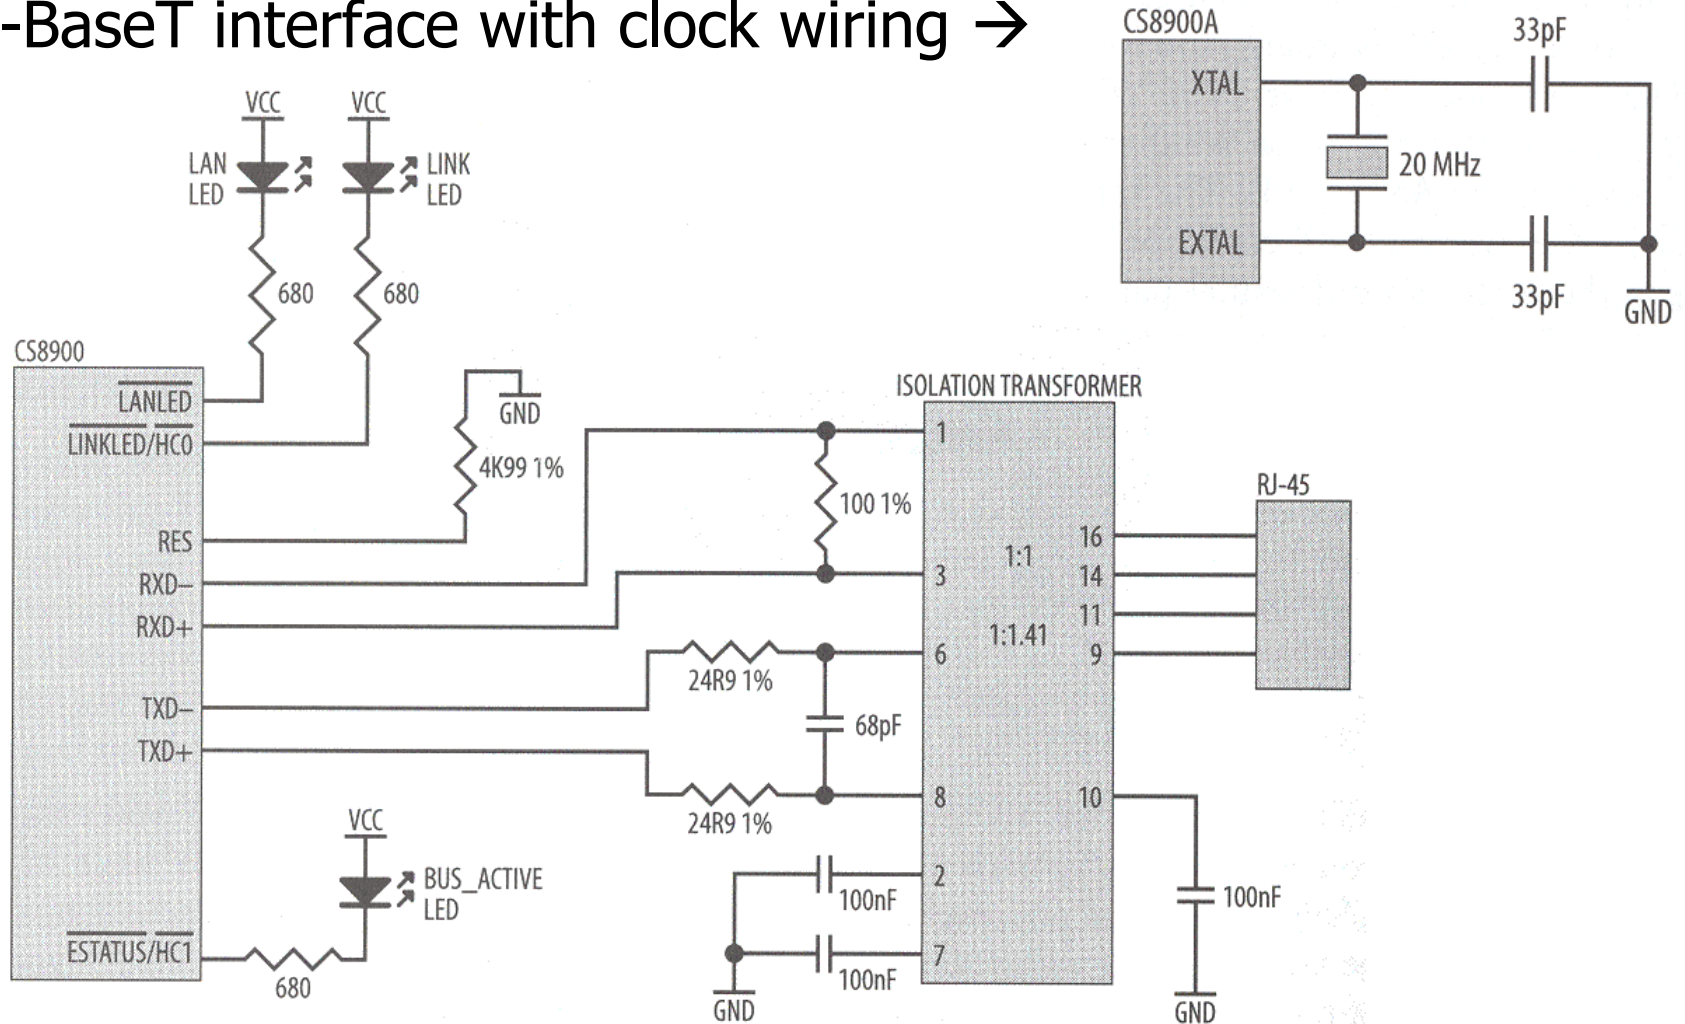 -BaseT interface with clock wiring →
CS8900A
XTAL
EXTAL
33pF
20 MHz
33pF
GND
VCC
VCC
LAN
LED
LINK
LED
680
680
CS8900
LANLED
LINKLED/HC0
RES
RXD–
RXD+
TXD–
TXD+
ESTATUS/HC1
GND
4K99 1%
100 1%
24R9 1%
68pF
24R9 1%
VCC
BUS_ACTIVE
LED
680
100nF
100nF
GND
ISOLATION TRANSFORMER
1
3
6
8
2
7
1:1
1:1.41
16
14
11
9
10
RJ-45
100nF
GND